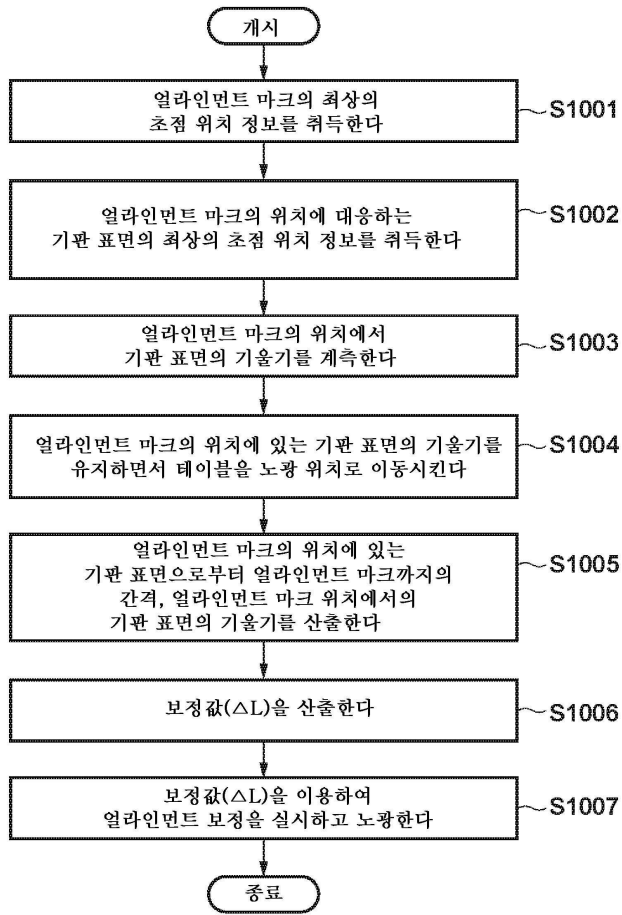 개시
얼라인먼트 마크의 최상의
초점 위치 정보를 취득한다
S1001
얼라인먼트 마크의 위치에 대응하는
기판 표면의 최상의 초점 위치 정보를 취득한다
S1002
얼라인먼트 마크의 위치에서
기판 표면의 기울기를 계측한다
S1003
얼라인먼트 마크의 위치에 있는 기판 표면의 기울기를
유지하면서 테이블을 노광 위치로 이동시킨다
S1004
얼라인먼트 마크의 위치에 있는
기판 표면으로부터 얼라인먼트 마크까지의
간격, 얼라인먼트 마크 위치에서의
기판 표면의 기울기를 산출한다
S1005
보정값(△L)을 산출한다
S1006
보정값(△L)을 이용하여
얼라인먼트 보정을 실시하고 노광한다
S1007
종료